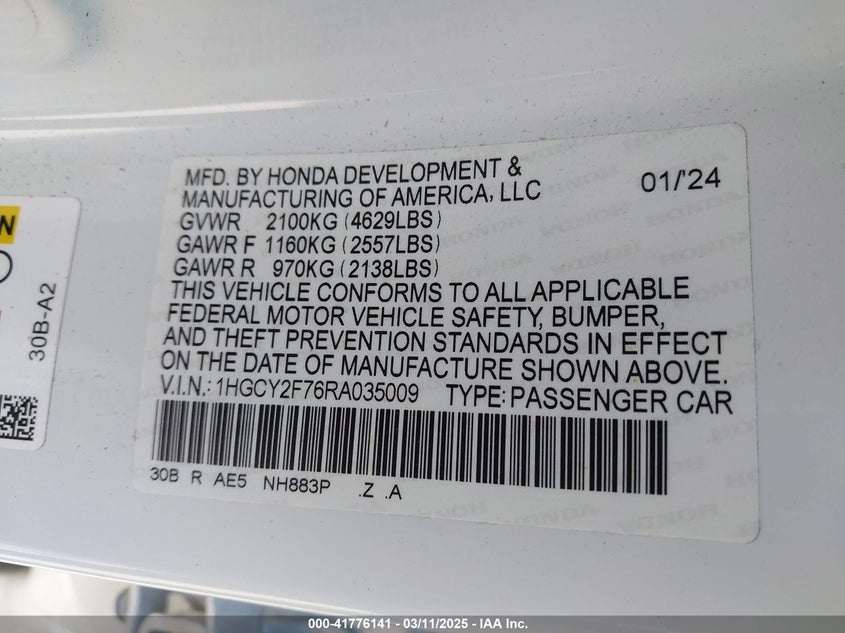 MFD. BY HONDA DEVELOPMENT &
MANUFACTURING OF AMERICA, LLC 01/'24
GVWR 2100KG (4629LBS)
GAWR F 1160KG (2557LBS)
GAWR R 970KG (2138LBS)
THIS VEHICLE CONFORMS TO ALL APPLICABLE
FEDERAL MOTOR VEHICLE SAFETY, BUMPER,
AND THEFT PREVENTION STANDARDS IN EFFECT
ON THE DATE OF MANUFACTURE SHOWN ABOVE.
V.I.N.: 1HGCY2F76RA035009 TYPE: PASSENGER CAR
30B R AE5 NH883P .Z .A
30B-A2
000-41776141 - 03/11/2025 - © IAA Inc.